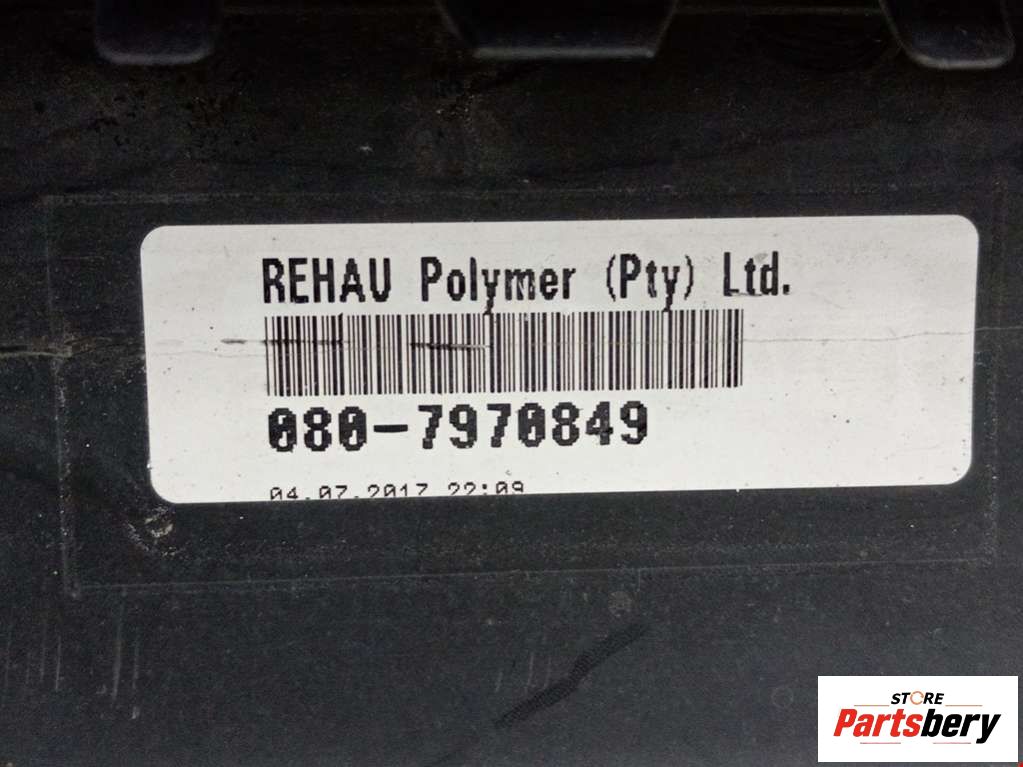 REHAU Polymer (Pty) Ltd.
080-7970849
04.07.2017 22:09
STORE
Partsbery